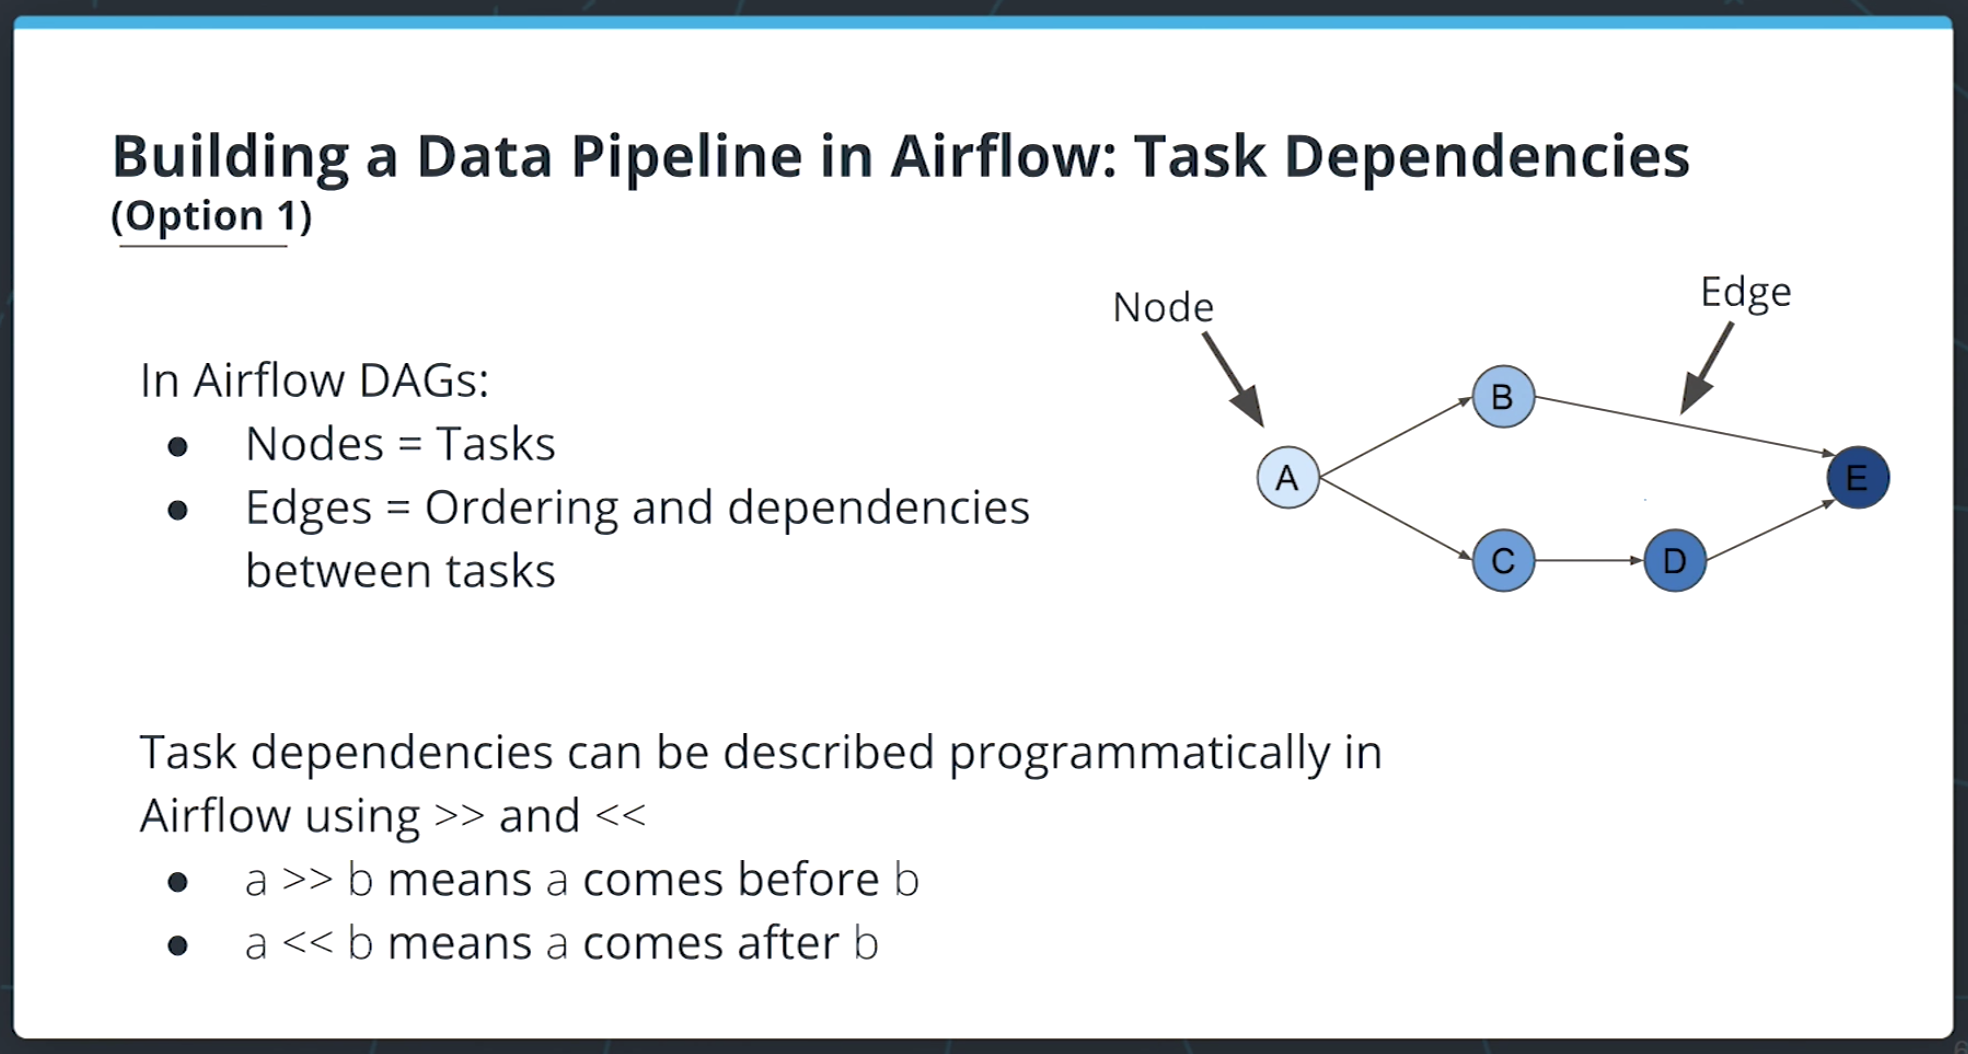 Building a Data Pipeline in Airflow: Task Dependencies
(Option 1)
Node
Edge
In Airflow DAGs:
● Nodes = Tasks
● Edges = Ordering and dependencies
between tasks
B
A
E
C
D
Task dependencies can be described programmatically in
Airflow using >> and <<
● a >> b means a comes before b
● a << b means a comes after b